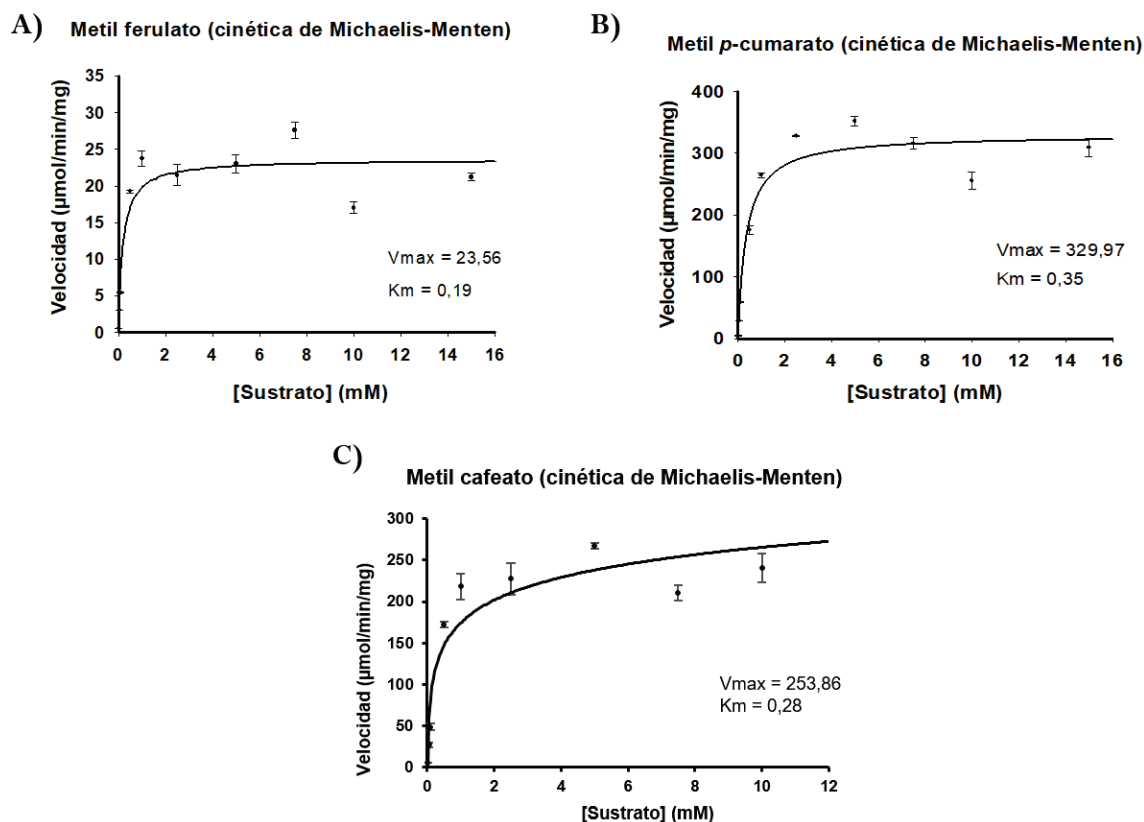 A)
Metil ferulato (cinética de Michaelis-Menten)
Velocidad (µmol/min/mg)
35
30
25
20
15
10
5
0
0 2 4 6 8 10 12 14 16
[Sustrato] (mM)
Vmax = 23,56
Km = 0,19
B)
Metil p-cumarato (cinética de Michaelis-Menten)
Velocidad (µmol/min/mg)
400
300
200
100
0
0 2 4 6 8 10 12 14 16
[Sustrato] (mM)
Vmax = 329,97
Km = 0,35
C)
Metil cafeato (cinética de Michaelis-Menten)
Velocidad (µmol/min/mg)
300
250
200
150
100
50
0
0 2 4 6 8 10 12
[Sustrato] (mM)
Vmax = 253,86
Km = 0,28